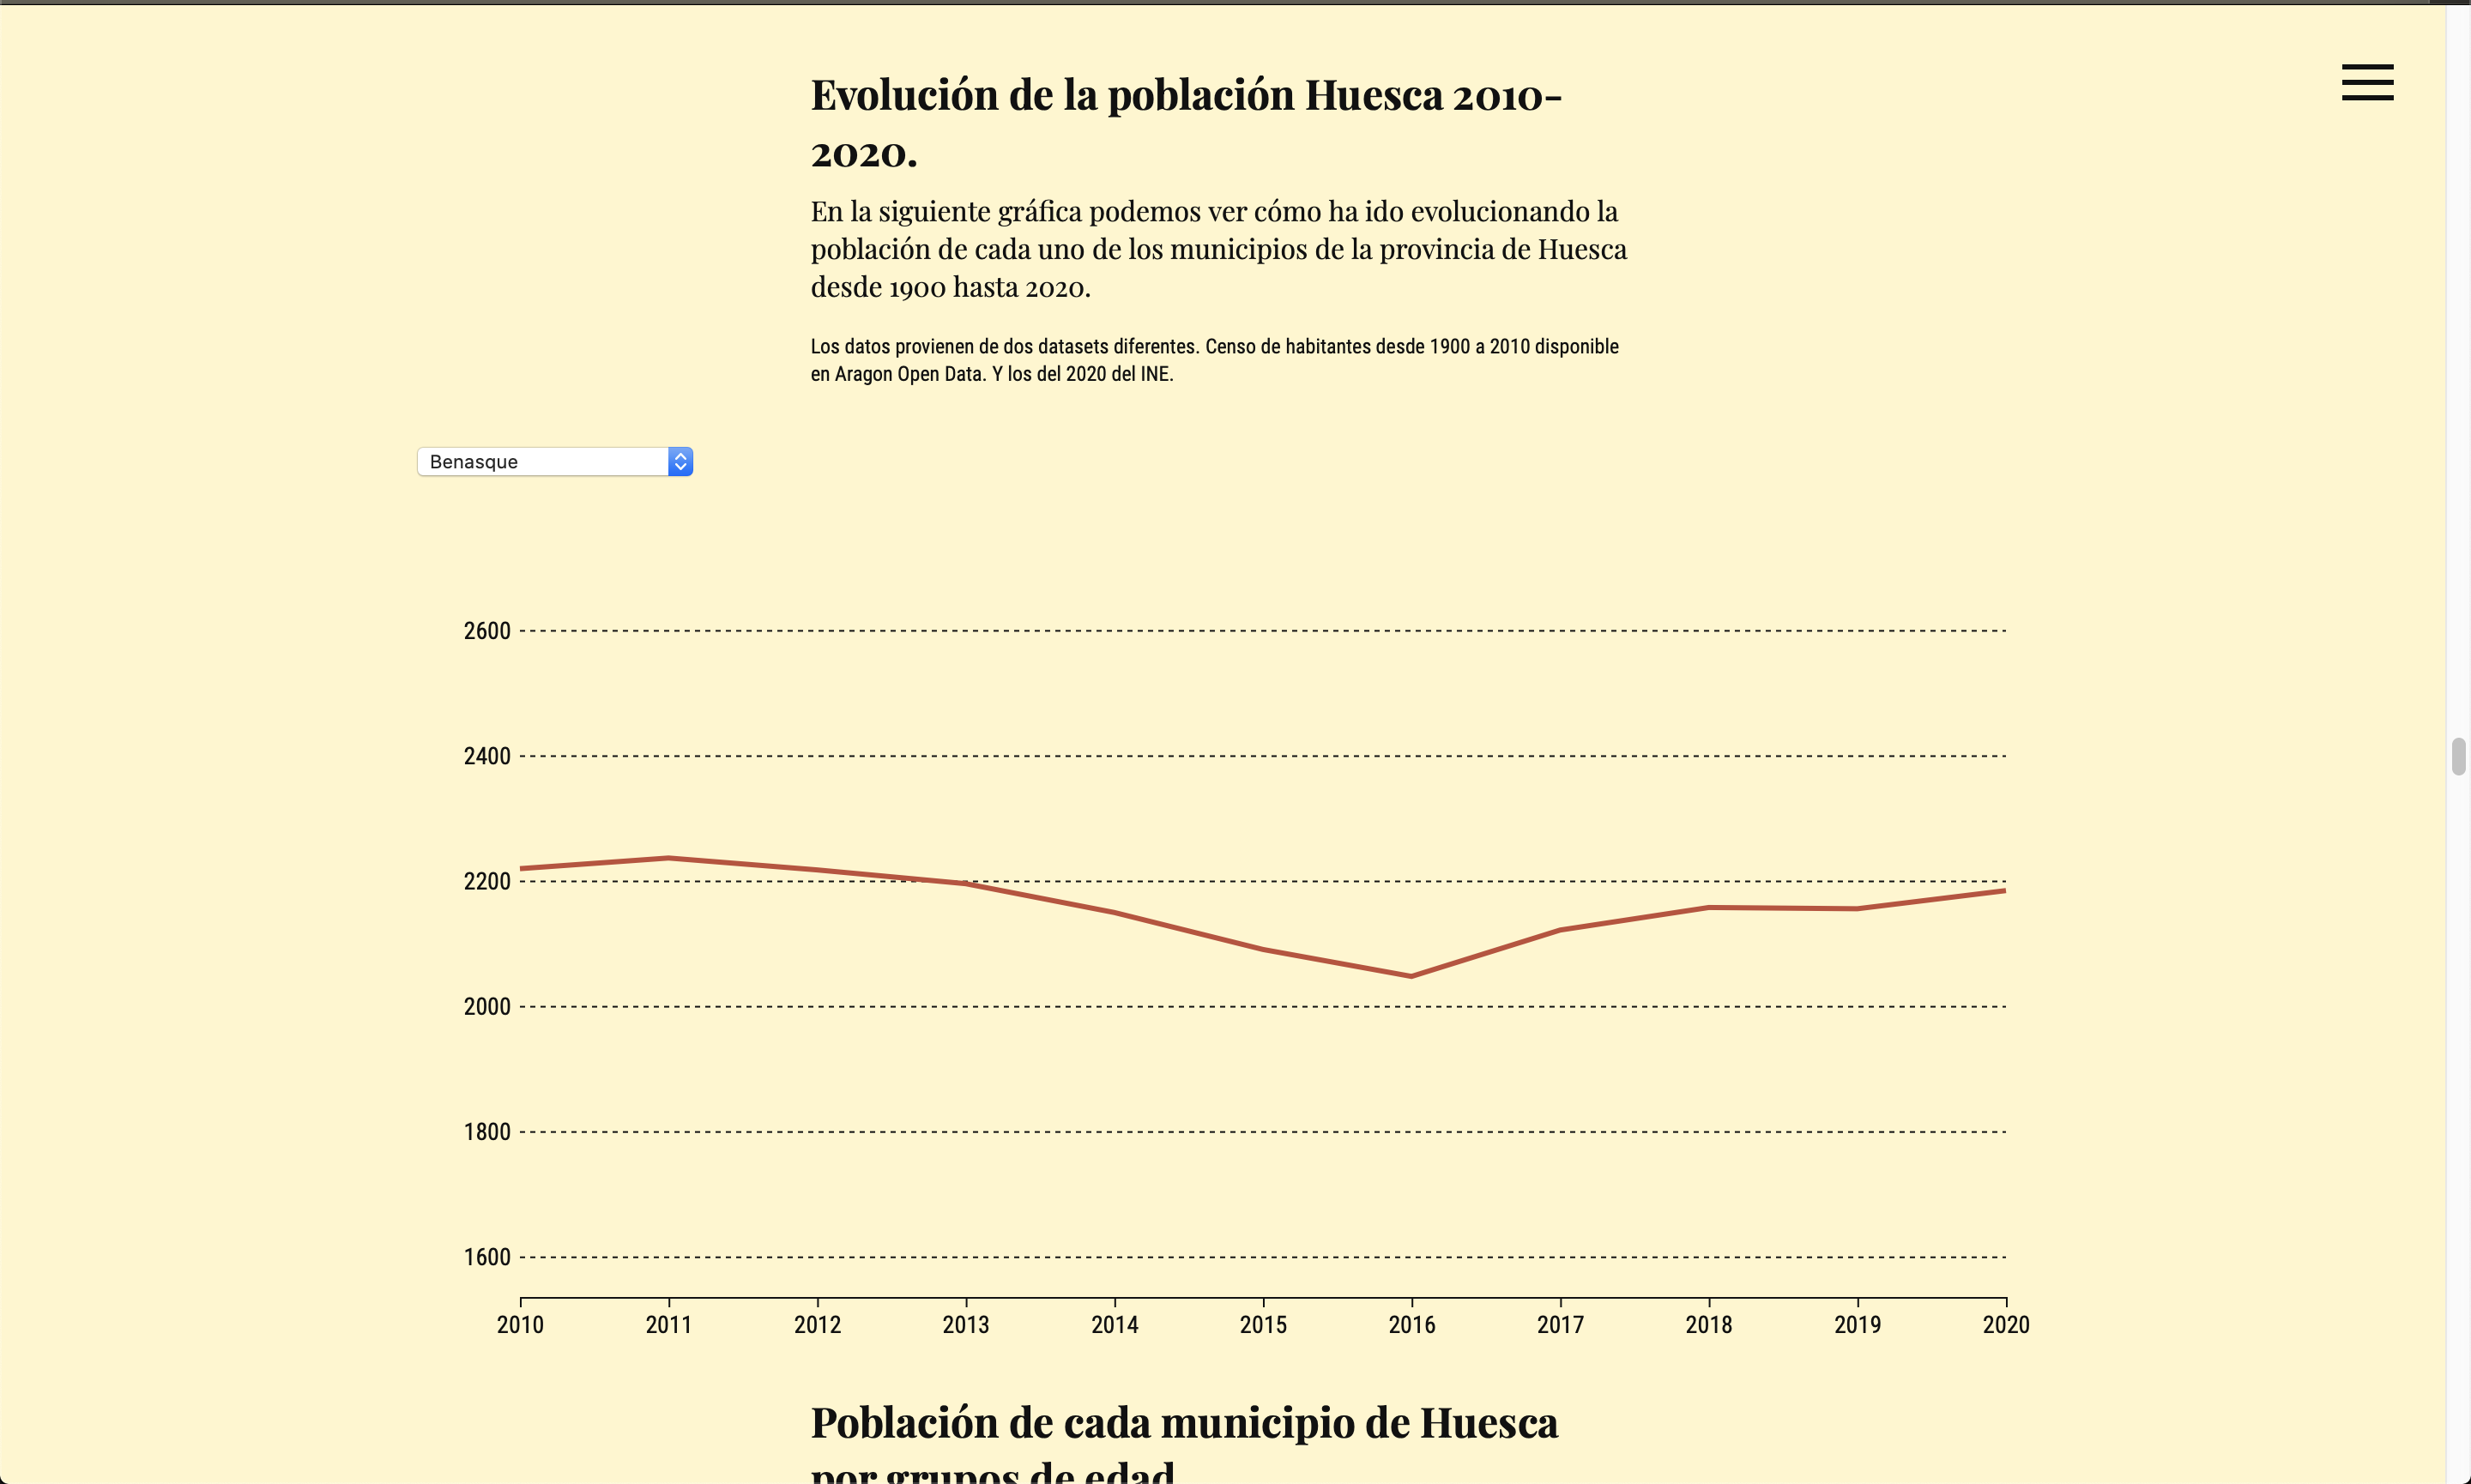 Evolución de la población Huesca 2010-
2020.
En la siguiente gráfica podemos ver cómo ha ido evolucionando la
población de cada uno de los municipios de la provincia de Huesca
desde 1900 hasta 2020.
Los datos provienen de dos datasets diferentes. Censo de habitantes desde 1900 a 2010 disponible
en Aragon Open Data. Y los del 2020 del INE.
Benasque
2600
2400
2200
2000
1800
1600
2010 2011 2012 2013 2014 2015 2016 2017 2018 2019 2020
Población de cada municipio de Huesca
por grupos de edad